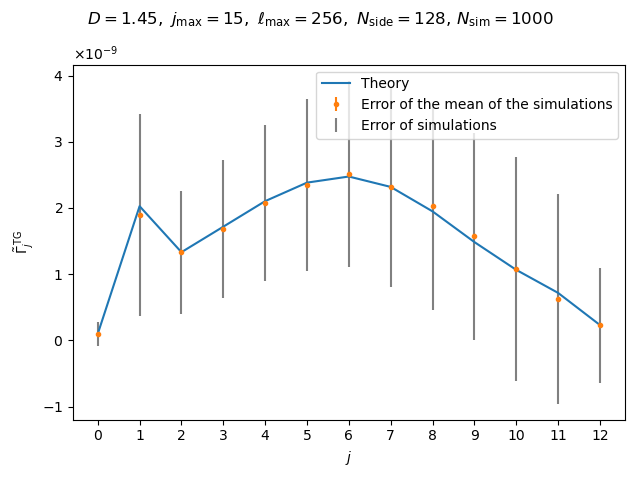 D = 1.45, j_max = 15, ℓ_max = 256, N_side = 128, N_sim = 1000
×10⁻⁹
4
3
2
1
0
−1
Γ̃_j^TG
Theory
Error of the mean of the simulations
Error of simulations
0 1 2 3 4 5 6 7 8 9 10 11 12
j